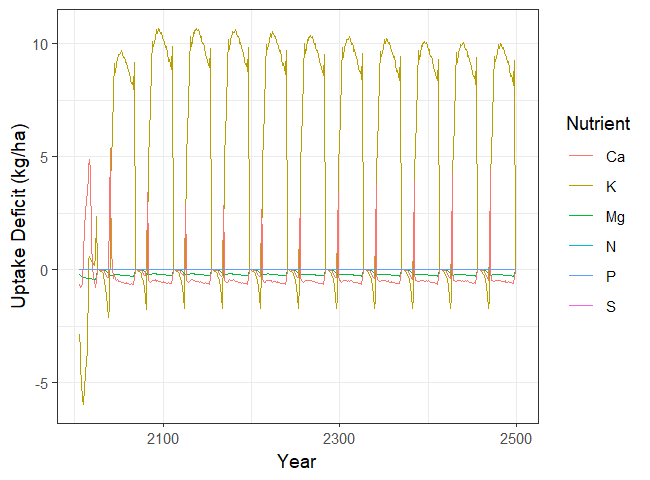 10
5
0
-5
Uptake Deficit (kg/ha)
2100
2300
2500
Year
Nutrient
Ca
K
Mg
N
P
S